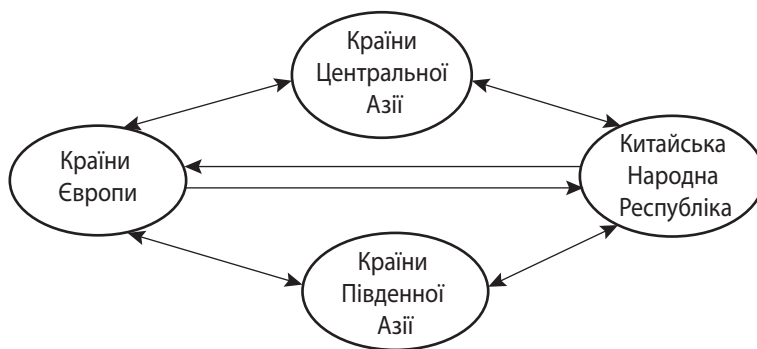 Країни
Центральної
Азії
Країни
Європи
Китайська
Народна
Республіка
Країни
Південної
Азії